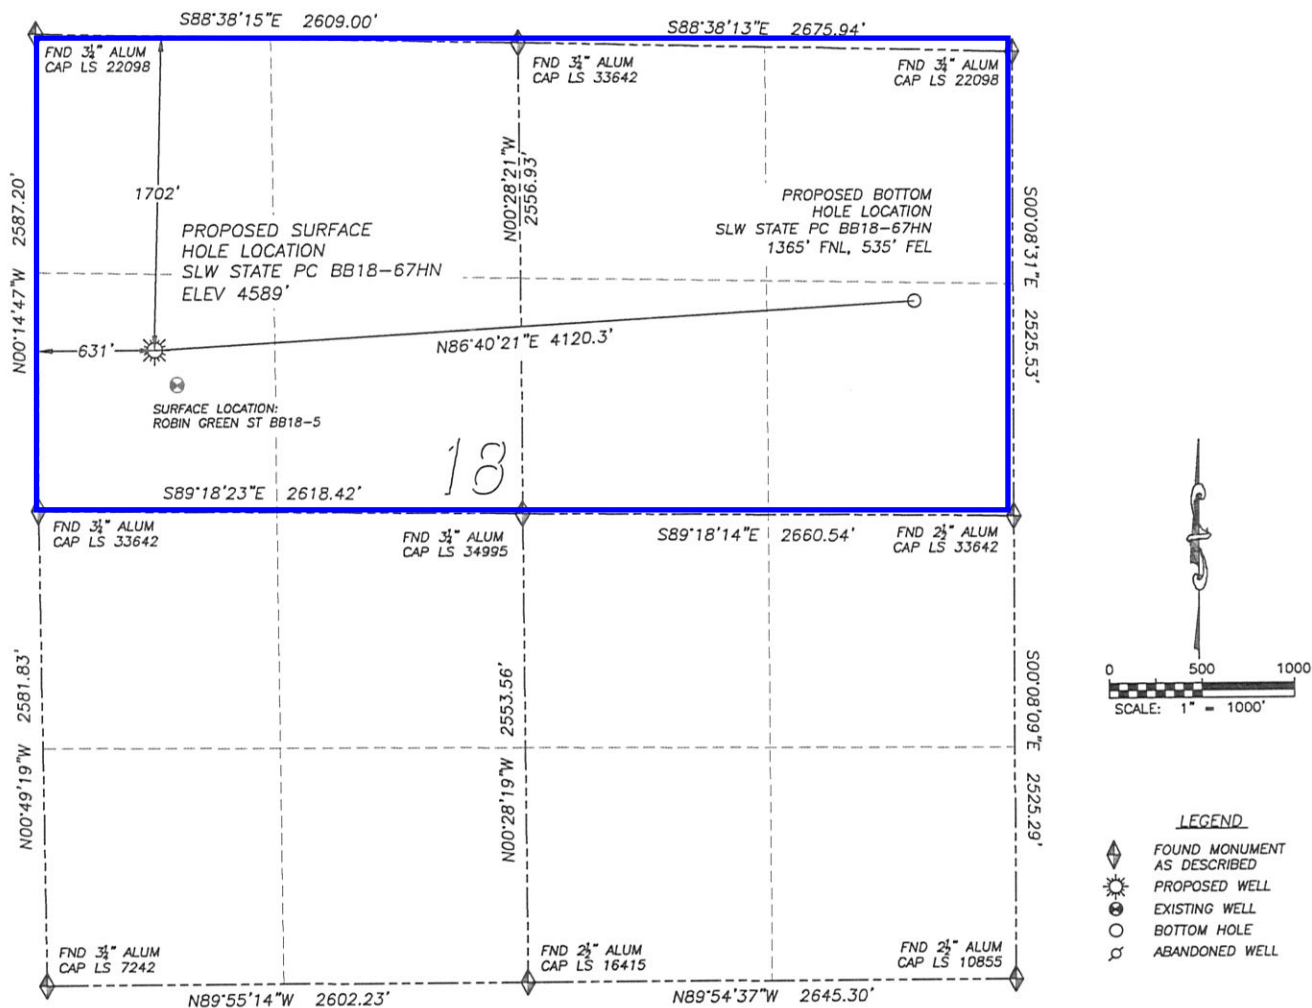 S88°38'15"E 2609.00'
S88°38'13"E 2675.94'
FND 3¼" ALUM
CAP LS 22098
FND 3¼" ALUM
CAP LS 33642
FND 3¼" ALUM
CAP LS 22098
N00°14'47"W 2587.20'
1702'
N00°28'21"W
2556.93'
S00°08'31"E 2525.53'
PROPOSED SURFACE
HOLE LOCATION
SLW STATE PC BB18-67HN
ELEV 4589'
PROPOSED BOTTOM
HOLE LOCATION
SLW STATE PC BB18-67HN
1365' FNL, 535' FEL
631'
N86°40'21"E 4120.3'
SURFACE LOCATION:
ROBIN GREEN ST BB18-5
18
S89°18'23"E 2618.42'
FND 3¼" ALUM
CAP LS 33642
FND 3¼" ALUM
CAP LS 34995
S89°18'14"E 2660.54'
FND 2½" ALUM
CAP LS 33642
N00°49'19"W 2581.83'
N00°28'19"W 2553.56'
S00°08'09"E 2525.29'
FND 3¼" ALUM
CAP LS 7242
FND 2½" ALUM
CAP LS 16415
FND 2½" ALUM
CAP LS 10855
N89°55'14"W 2602.23'
N89°54'37"W 2645.30'
0 500 1000
SCALE: 1" = 1000'
LEGEND
FOUND MONUMENT
AS DESCRIBED
PROPOSED WELL
EXISTING WELL
BOTTOM HOLE
ABANDONED WELL